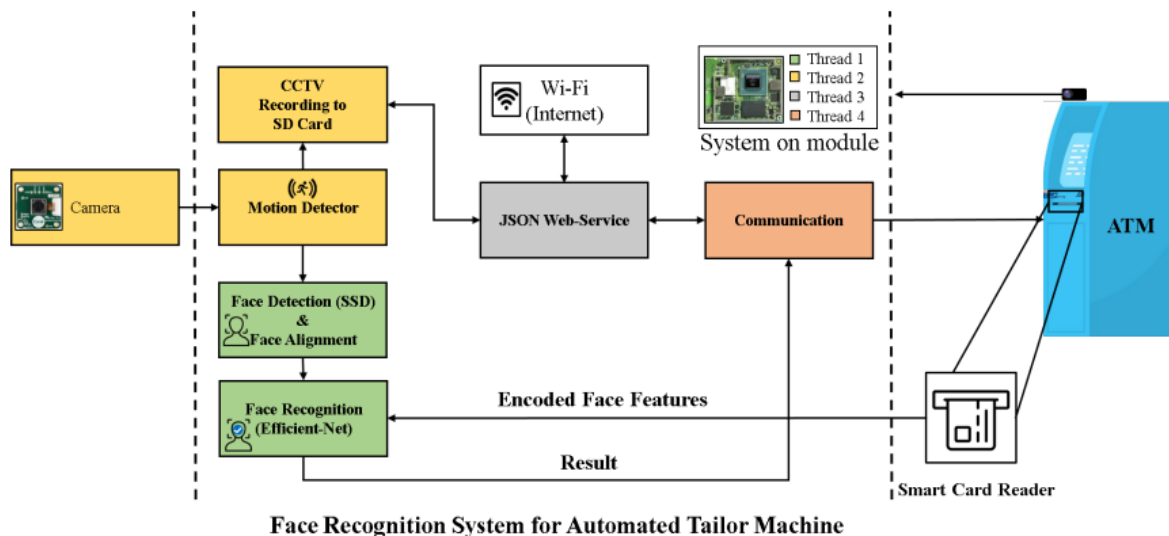 CCTV
Recording to
SD Card
Wi-Fi
(Internet)
Thread 1
Thread 2
Thread 3
Thread 4
System on module
Camera
Motion Detector
JSON Web-Service
Communication
ATM
Face Detection (SSD)
&
Face Alignment
Face Recognition
(Efficient-Net)
Encoded Face Features
Result
Smart Card Reader
Face Recognition System for Automated Tailor Machine